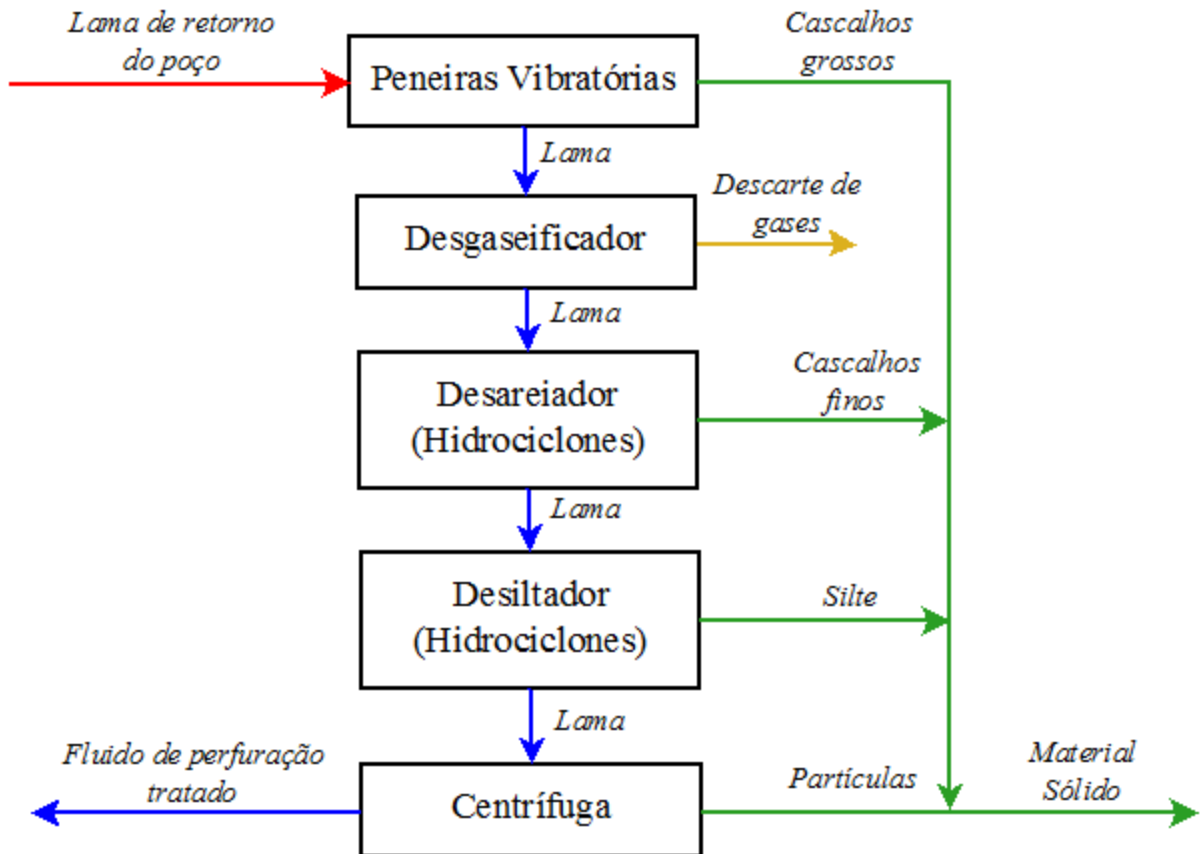 Lama de retorno
do poço
Peneiras Vibratórias
Cascalhos
grossos
Lama
Desgaseificador
Descarte de
gases
Lama
Desareiador
(Hidrociclones)
Cascalhos
finos
Lama
Desiltador
(Hidrociclones)
Silte
Lama
Fluido de perfuração
tratado
Centrífuga
Partículas
Material
Sólido